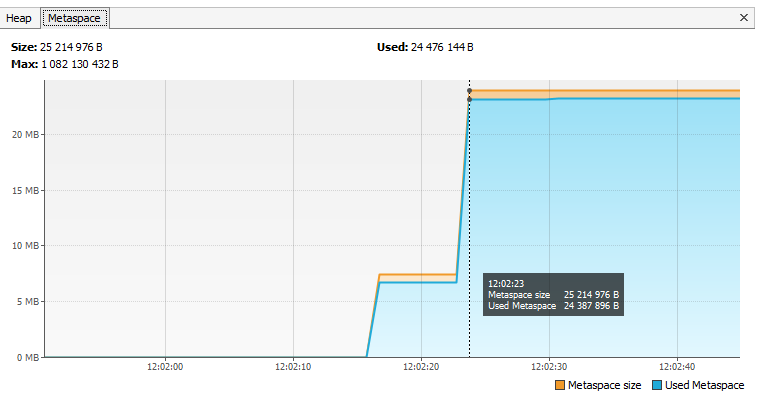 Heap Metaspace
Size: 25 214 976 B Used: 24 476 144 B
Max: 1 082 130 432 B
20 MB
15 MB
10 MB
5 MB
0 MB
12:02:23
Metaspace size 25 214 976 B
Used Metaspace 24 387 896 B
12:02:00 12:02:10 12:02:20 12:02:30 12:02:40
Metaspace size Used Metaspace